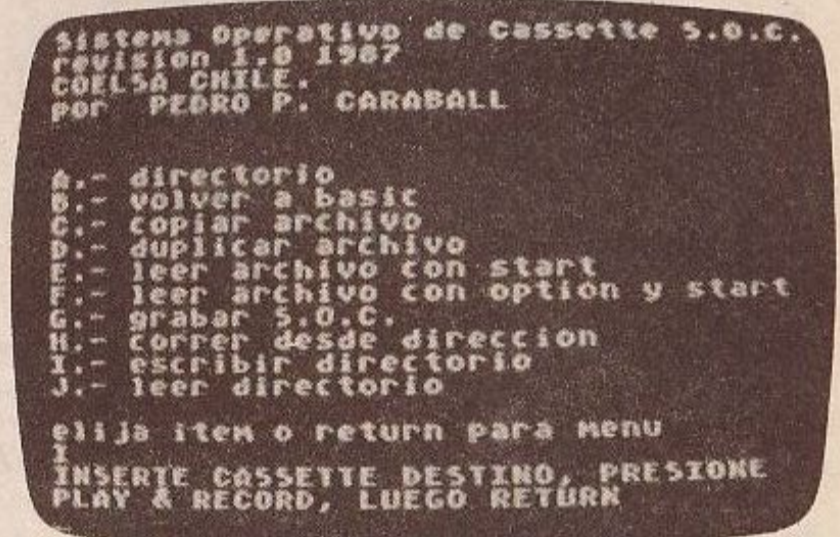 sistema Operativo de Cassette S.O.C.
revision 1.0 1987
COELSA CHILE.
por PEDRO P. CARABALL
A.- directorio
B.- volver a basic
C.- copiar archivo
D.- duplicar archivo
E.- leer archivo con start
F.- leer archivo con option y start
G.- grabar S.O.C.
H.- correr desde direccion
I.- escribir directorio
J.- leer directorio
elija item o return para menu
I
INSERTE CASSETTE DESTINO, PRESIONE
PLAY & RECORD, LUEGO RETURN